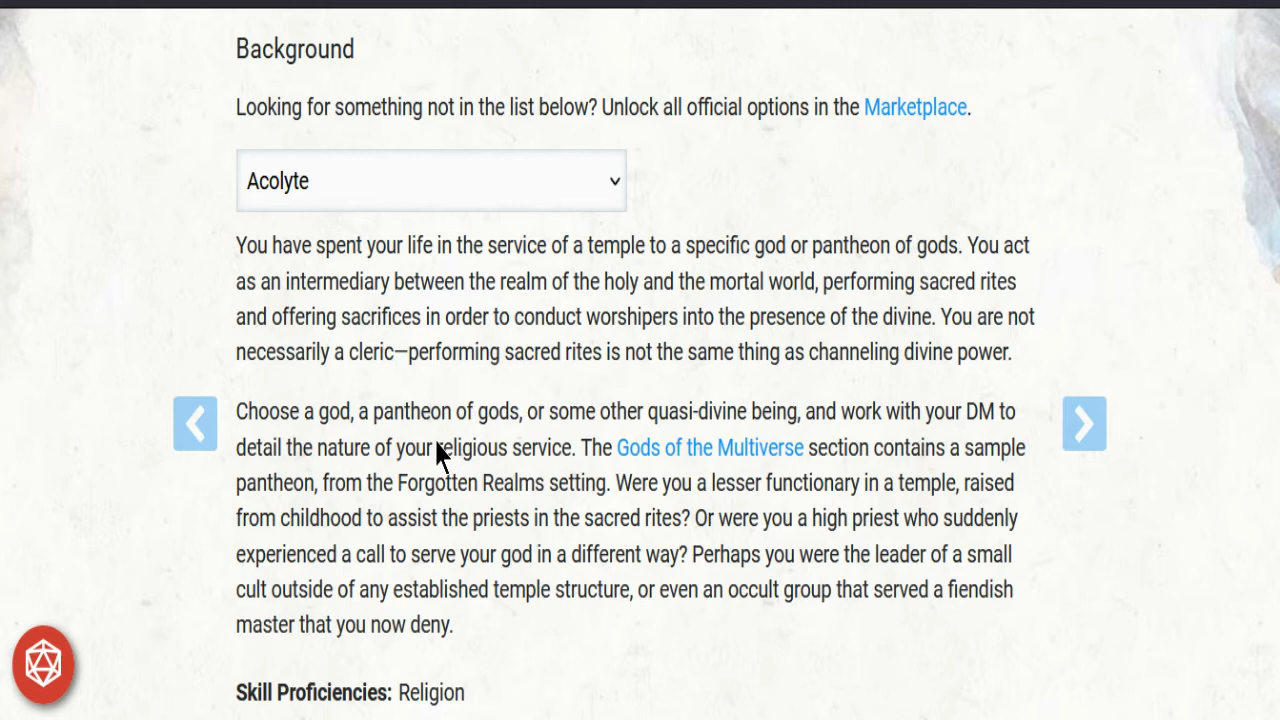 Background
Looking for something not in the list below? Unlock all official options in the Marketplace.
Acolyte
You have spent your life in the service of a temple to a specific god or pantheon of gods. You act
as an intermediary between the realm of the holy and the mortal world, performing sacred rites
and offering sacrifices in order to conduct worshipers into the presence of the divine. You are not
necessarily a cleric—performing sacred rites is not the same thing as channeling divine power.
Choose a god, a pantheon of gods, or some other quasi-divine being, and work with your DM to
detail the nature of your religious service. The Gods of the Multiverse section contains a sample
pantheon, from the Forgotten Realms setting. Were you a lesser functionary in a temple, raised
from childhood to assist the priests in the sacred rites? Or were you a high priest who suddenly
experienced a call to serve your god in a different way? Perhaps you were the leader of a small
cult outside of any established temple structure, or even an occult group that served a fiendish
master that you now deny.
Skill Proficiencies: Religion